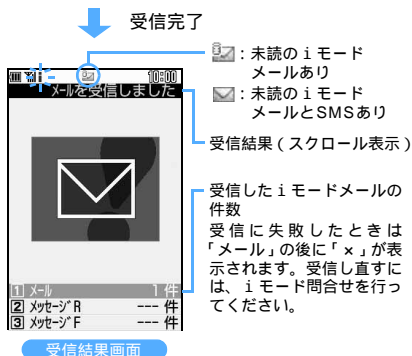 受信完了
:未読のiモード
メールあり
:未読のiモード
メールとSMSあり
10:00
メールを受信しました
受信結果(スクロール表示)
受信したiモードメールの
件数
受信に失敗したときは
「メール」の後に「×」が表
示されます。受信し直すに
は、iモード問合せを行っ
てください。
1 メール 1件
2 メッセージR --- 件
3 メッセージF --- 件
受信結果画面